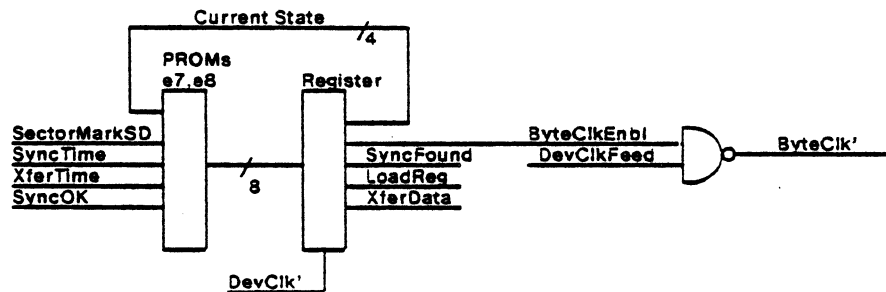 Current State
4
PROMs
e7,e8
Register
SectorMarkSD
ByteClkEnbl
SyncTime
SyncFound
DevClkFeed
ByteClk'
XferTime
8
LoadReg
SyncOK
XferData
DevClk'